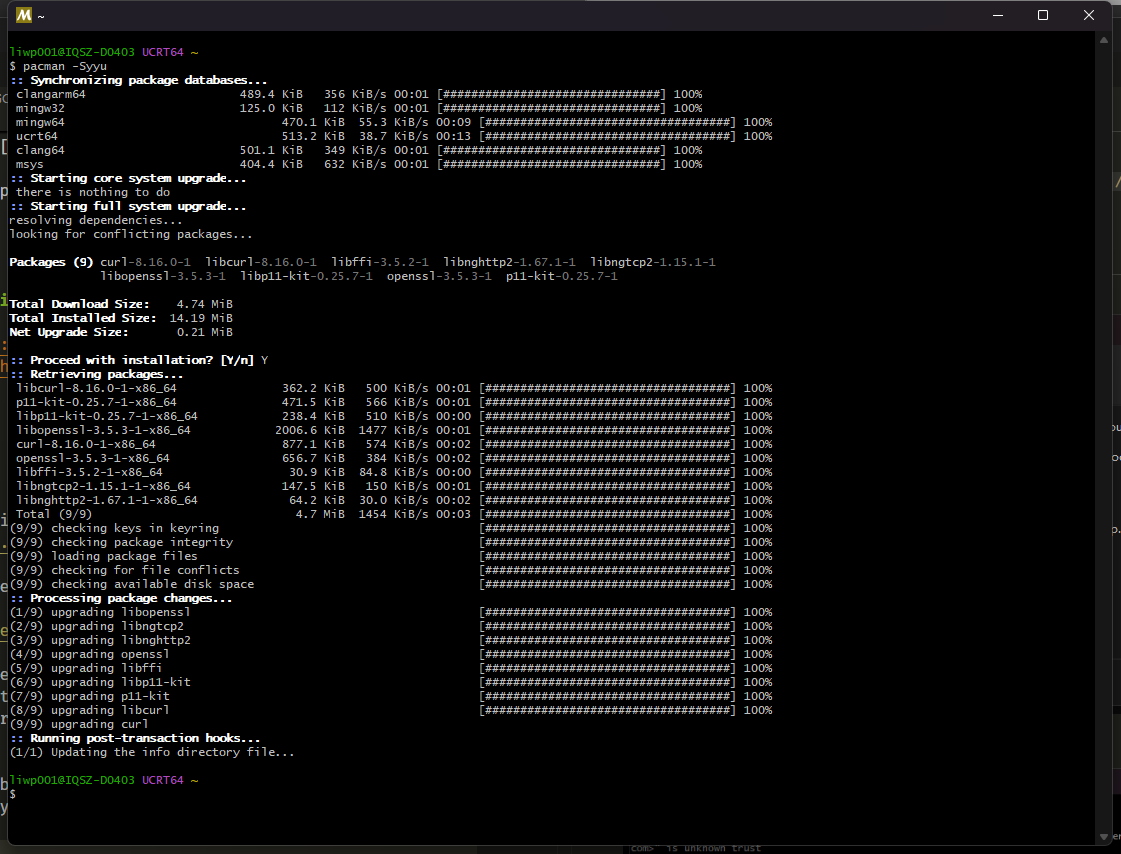 M ~
liwp001@IQSZ-D0403 UCRT64 ~
$ pacman -Syyu
:: Synchronizing package databases...
clangarm64 489.4 KiB 356 KiB/s 00:01 [###############################] 100%
mingw32 125.0 KiB 112 KiB/s 00:01 [###############################] 100%
mingw64 470.1 KiB 55.3 KiB/s 00:09 [###################################] 100%
ucrt64 513.2 KiB 38.7 KiB/s 00:13 [###################################] 100%
clang64 501.1 KiB 349 KiB/s 00:01 [###############################] 100%
msys 404.4 KiB 632 KiB/s 00:01 [###############################] 100%
:: Starting core system upgrade...
there is nothing to do
:: Starting full system upgrade...
resolving dependencies...
looking for conflicting packages...
Packages (9) curl-8.16.0-1 libcurl-8.16.0-1 libffi-3.5.2-1 libnghttp2-1.67.1-1 libngtcp2-1.15.1-1
libopenssl-3.5.3-1 libp11-kit-0.25.7-1 openssl-3.5.3-1 p11-kit-0.25.7-1
Total Download Size: 4.74 MiB
Total Installed Size: 14.19 MiB
Net Upgrade Size: 0.21 MiB
:: Proceed with installation? [Y/n] Y
:: Retrieving packages...
libcurl-8.16.0-1-x86_64 362.2 KiB 500 KiB/s 00:01 [###################################] 100%
p11-kit-0.25.7-1-x86_64 471.5 KiB 566 KiB/s 00:01 [###################################] 100%
libp11-kit-0.25.7-1-x86_64 238.4 KiB 510 KiB/s 00:00 [###################################] 100%
libopenssl-3.5.3-1-x86_64 2006.6 KiB 1477 KiB/s 00:01 [###################################] 100%
curl-8.16.0-1-x86_64 877.1 KiB 574 KiB/s 00:02 [###################################] 100%
openssl-3.5.3-1-x86_64 656.7 KiB 384 KiB/s 00:02 [###################################] 100%
libffi-3.5.2-1-x86_64 30.9 KiB 84.8 KiB/s 00:00 [###################################] 100%
libngtcp2-1.15.1-1-x86_64 147.5 KiB 150 KiB/s 00:01 [###################################] 100%
libnghttp2-1.67.1-1-x86_64 64.2 KiB 30.0 KiB/s 00:02 [###################################] 100%
Total (9/9) 4.7 MiB 1454 KiB/s 00:03 [###################################] 100%
(9/9) checking keys in keyring [###################################] 100%
(9/9) checking package integrity [###################################] 100%
(9/9) loading package files [###################################] 100%
(9/9) checking for file conflicts [###################################] 100%
(9/9) checking available disk space [###################################] 100%
:: Processing package changes...
(1/9) upgrading libopenssl [###################################] 100%
(2/9) upgrading libngtcp2 [###################################] 100%
(3/9) upgrading libnghttp2 [###################################] 100%
(4/9) upgrading openssl [###################################] 100%
(5/9) upgrading libffi [###################################] 100%
(6/9) upgrading libp11-kit [###################################] 100%
(7/9) upgrading p11-kit [###################################] 100%
(8/9) upgrading libcurl [###################################] 100%
(9/9) upgrading curl
:: Running post-transaction hooks...
(1/1) Updating the info directory file...
liwp001@IQSZ-D0403 UCRT64 ~
$
com> is unknown trust